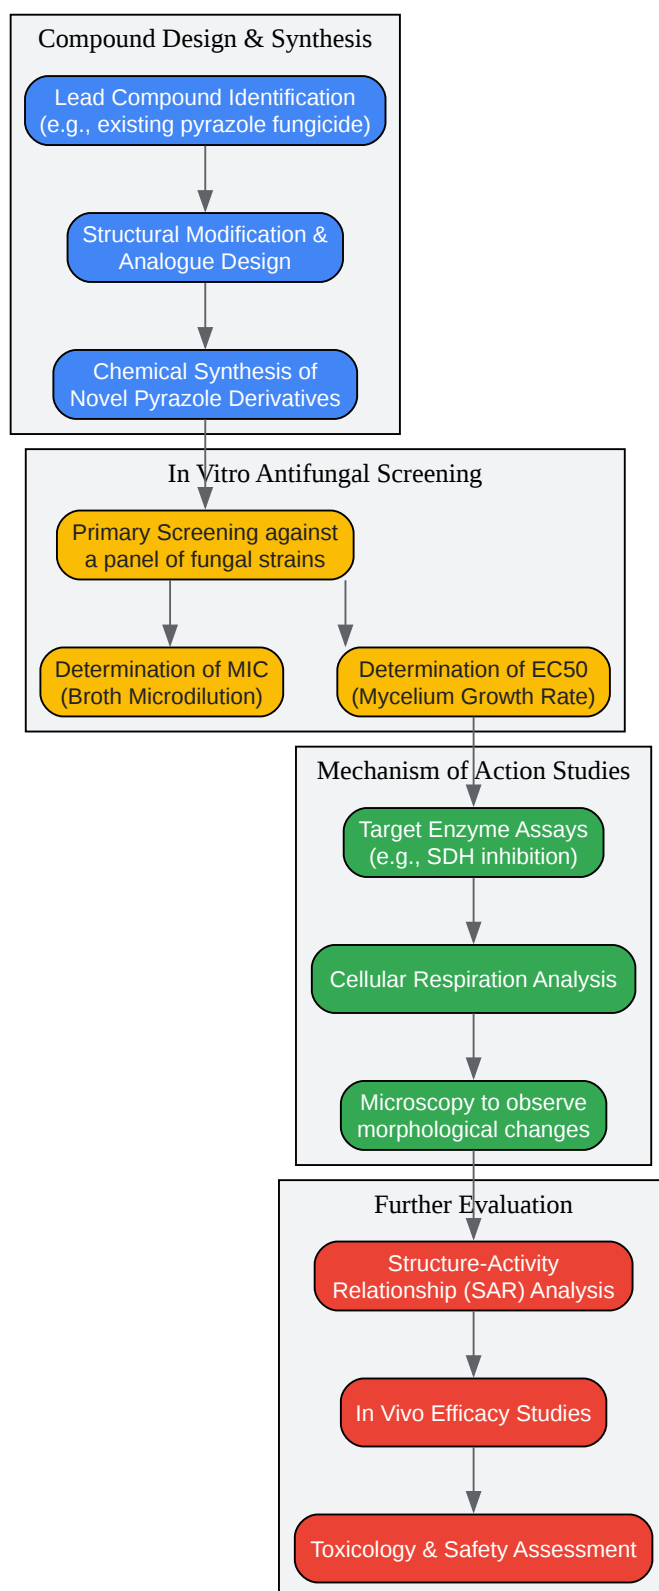 Compound Design & Synthesis
Lead Compound Identification
(e.g., existing pyrazole fungicide)
Structural Modification &
Analogue Design
Chemical Synthesis of
Novel Pyrazole Derivatives
In Vitro Antifungal Screening
Primary Screening against
a panel of fungal strains
Determination of MIC
(Broth Microdilution)
Determination of EC50
(Mycelium Growth Rate)
Mechanism of Action Studies
Target Enzyme Assays
(e.g., SDH inhibition)
Cellular Respiration Analysis
Microscopy to observe
morphological changes
Further Evaluation
Structure-Activity
Relationship (SAR) Analysis
In Vivo Efficacy Studies
Toxicology & Safety Assessment